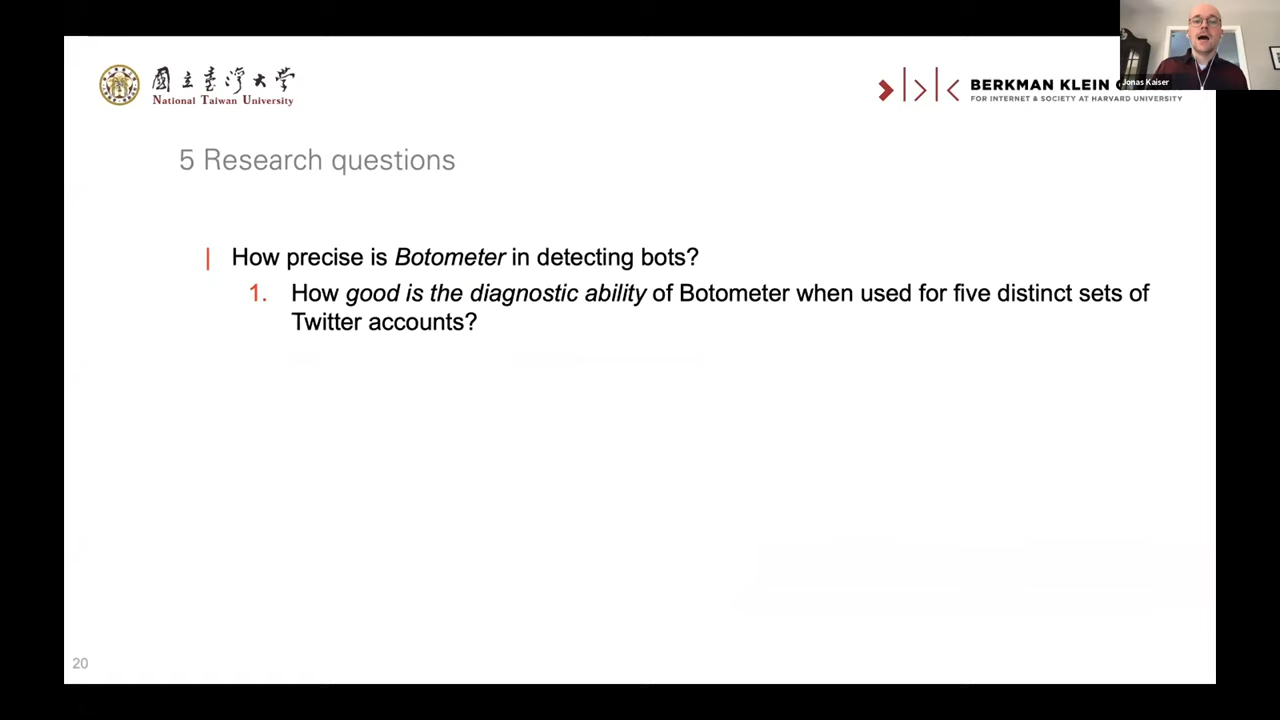 國立臺灣大學
National Taiwan University
BERKMAN KLEIN
FOR INTERNET & SOCIETY AT HARVARD UNIVERSITY
Jonas Kaiser
5 Research questions
| How precise is Botometer in detecting bots?
1. How good is the diagnostic ability of Botometer when used for five distinct sets of
Twitter accounts?
20